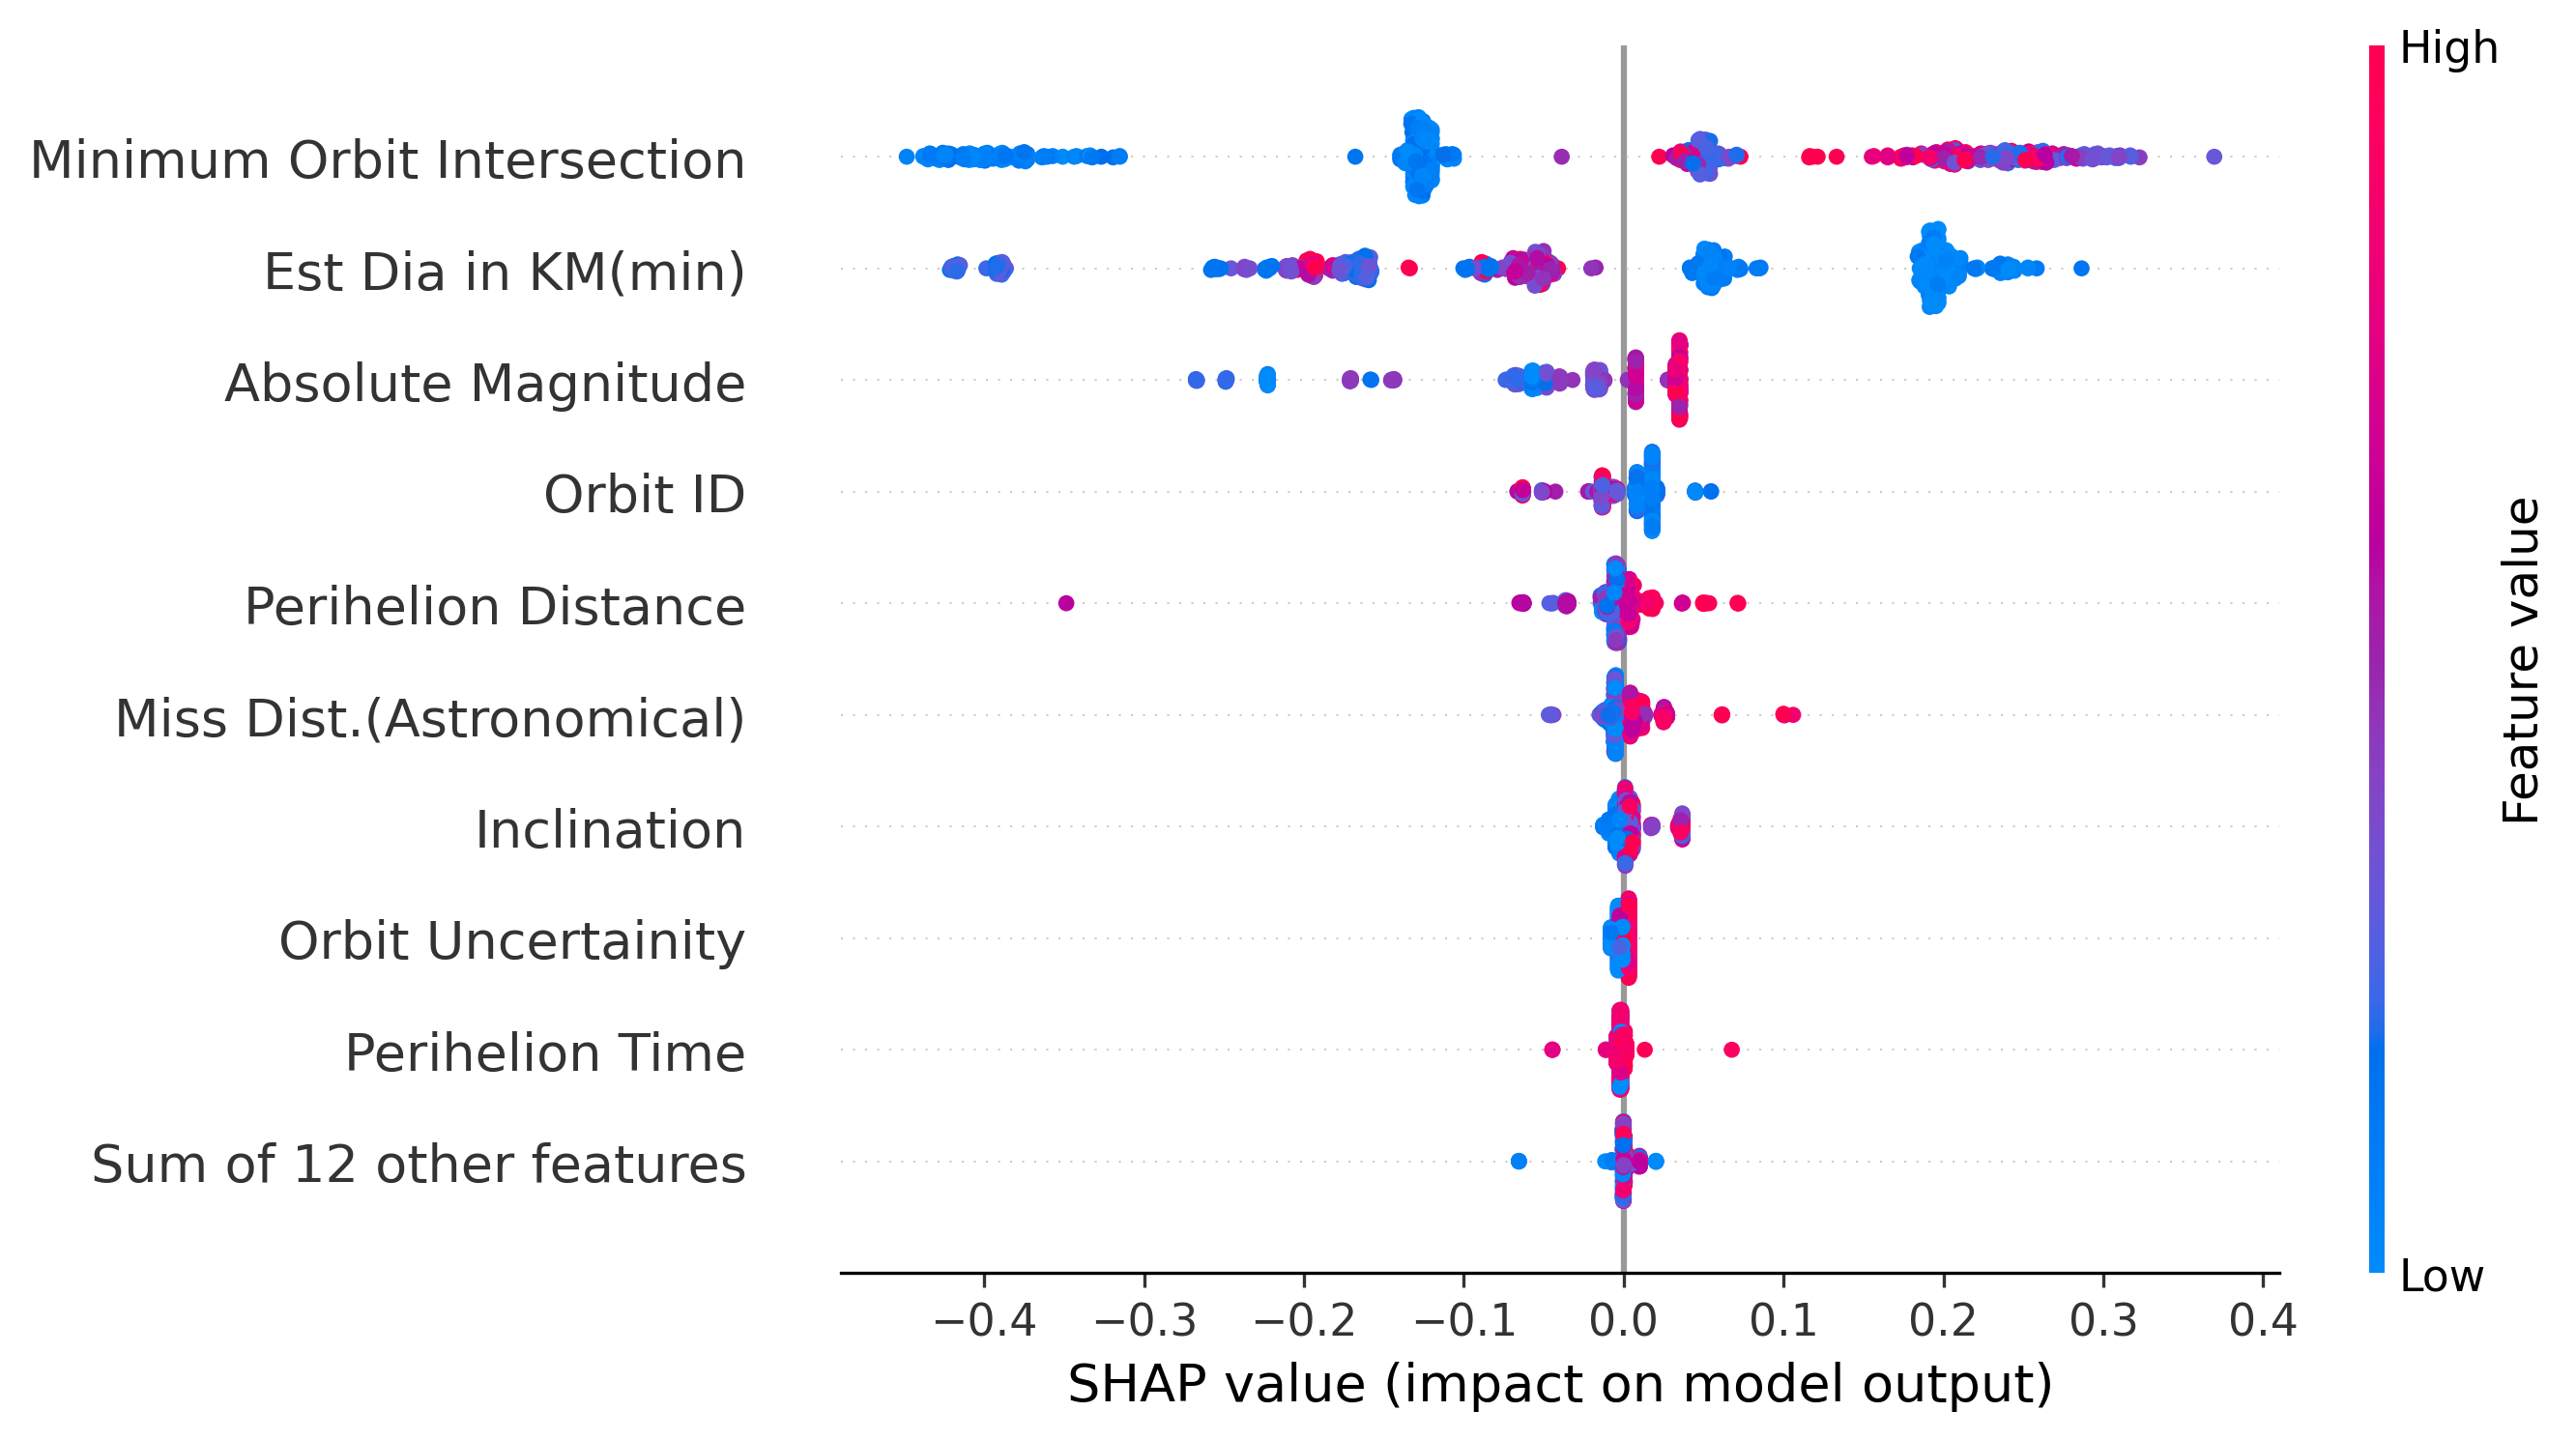 High
Minimum Orbit Intersection
Est Dia in KM(min)
Absolute Magnitude
Orbit ID
Perihelion Distance
Miss Dist.(Astronomical)
Inclination
Orbit Uncertainity
Perihelion Time
Sum of 12 other features
Feature value
Low
−0.4 −0.3 −0.2 −0.1 0.0 0.1 0.2 0.3 0.4
SHAP value (impact on model output)